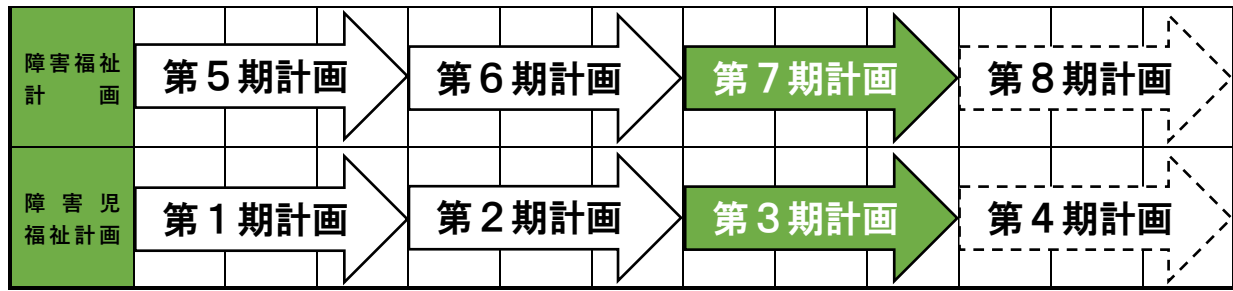 障害福祉
計画
第５期計画
第６期計画
第７期計画
第８期計画
障害児
福祉計画
第１期計画
第２期計画
第３期計画
第４期計画